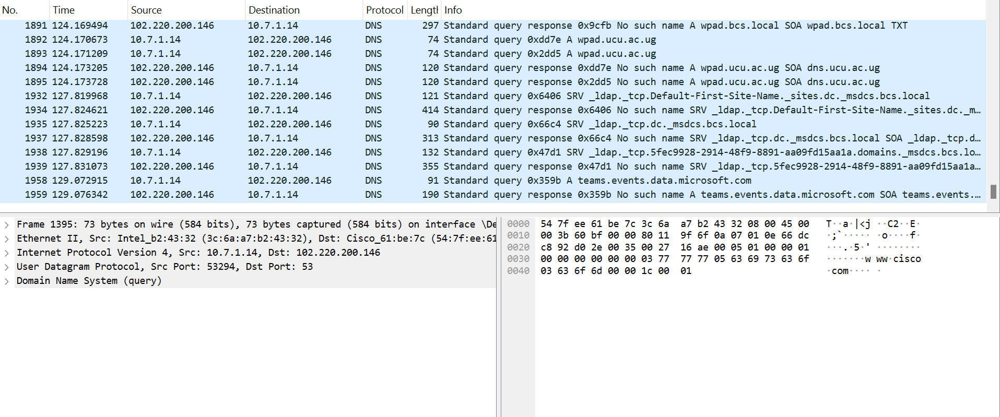 No. Time Source Destination Protocol Length Info
1891 124.169494 102.220.200.146 10.7.1.14 DNS 297 Standard query response 0x9cfb No such name A wpad.bcs.local SOA wpad.bcs.local TXT
1892 124.170673 10.7.1.14 102.220.200.146 DNS 74 Standard query 0xdd7e A wpad.ucu.ac.ug
1893 124.171209 10.7.1.14 102.220.200.146 DNS 74 Standard query 0x2dd5 A wpad.ucu.ac.ug
1894 124.173205 102.220.200.146 10.7.1.14 DNS 120 Standard query response 0xdd7e No such name A wpad.ucu.ac.ug SOA dns.ucu.ac.ug
1895 124.173728 102.220.200.146 10.7.1.14 DNS 120 Standard query response 0x2dd5 No such name A wpad.ucu.ac.ug SOA dns.ucu.ac.ug
1932 127.819968 10.7.1.14 102.220.200.146 DNS 121 Standard query 0x6406 SRV _ldap._tcp.Default-First-Site-Name._sites.dc._msdcs.bcs.local
1934 127.824621 102.220.200.146 10.7.1.14 DNS 414 Standard query response 0x6406 No such name SRV _ldap._tcp.Default-First-Site-Name._sites.dc._m…
1935 127.825223 10.7.1.14 102.220.200.146 DNS 90 Standard query 0x66c4 SRV _ldap._tcp.dc._msdcs.bcs.local
1937 127.828598 102.220.200.146 10.7.1.14 DNS 313 Standard query response 0x66c4 No such name SRV _ldap._tcp.dc._msdcs.bcs.local SOA _ldap._tcp.d…
1938 127.829196 10.7.1.14 102.220.200.146 DNS 132 Standard query 0x47d1 SRV _ldap._tcp.5fec9928-2914-48f9-8891-aa09fd15aa1a.domains._msdcs.bcs.lo…
1939 127.831073 102.220.200.146 10.7.1.14 DNS 355 Standard query response 0x47d1 No such name SRV _ldap._tcp.5fec9928-2914-48f9-8891-aa09fd15aa1a…
1958 129.072915 10.7.1.14 102.220.200.146 DNS 91 Standard query 0x359b A teams.events.data.microsoft.com
1959 129.076342 102.220.200.146 10.7.1.14 DNS 190 Standard query response 0x359b No such name A teams.events.data.microsoft.com SOA teams.events.…
Frame 1395: 73 bytes on wire (584 bits), 73 bytes captured (584 bits) on interface \De
Ethernet II, Src: Intel_b2:43:32 (3c:6a:a7:b2:43:32), Dst: Cisco_61:be:7c (54:7f:ee:61
Internet Protocol Version 4, Src: 10.7.1.14, Dst: 102.220.200.146
User Datagram Protocol, Src Port: 53294, Dst Port: 53
Domain Name System (query)
0000 54 7f ee 61 be 7c 3c 6a a7 b2 43 32 08 00 45 00 T··a·|<j ··C2··E·
0010 00 3b 60 bf 00 00 80 11 9f 6f 0a 07 01 0e 66 dc ·;`····· ·o····f·
0020 c8 92 d0 2e 00 35 00 27 16 ae 00 05 01 00 00 01 ···.·5·' ········
0030 00 00 00 00 00 00 03 77 77 77 05 63 69 73 63 6f ·······w ww·cisco
0040 03 63 6f 6d 00 00 1c 00 01 ·com···· ·